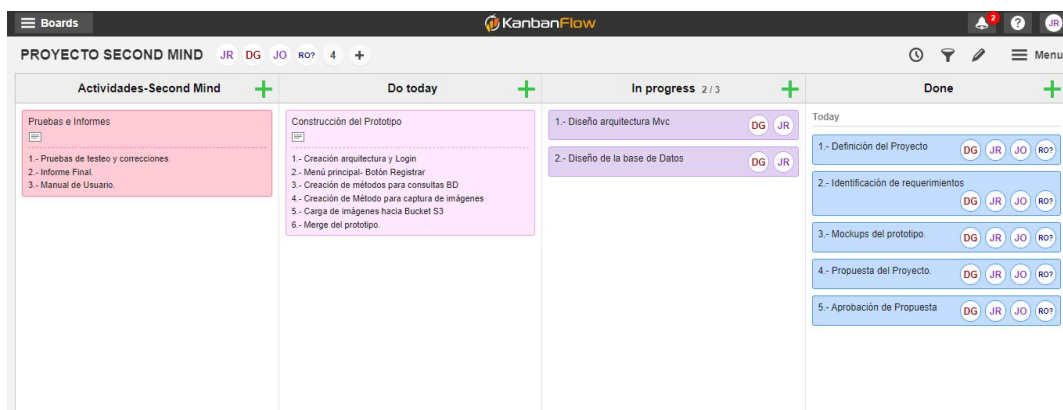 Boards
KanbanFlow
2
?
JR
PROYECTO SECOND MIND JR DG JO RO? 4 +
Menu
Actividades-Second Mind
Pruebas e Informes
1.- Pruebas de testeo y correcciones.
2.- Informe Final.
3.- Manual de Usuario.
Do today
Construcción del Prototipo
1.- Creación arquitectura y Login
2.- Menú principal- Botón Registrar
3.- Creación de métodos para consultas BD
4.- Creación de Método para captura de imágenes
5.- Carga de imágenes hacia Bucket S3
6.- Merge del prototipo.
In progress 2 / 3
1.- Diseño arquitectura Mvc DG JR
2.- Diseño de la base de Datos DG JR
Done
Today
1.- Definición del Proyecto DG JR JO RO?
2.- Identificación de requerimientos
DG JR JO RO?
3.- Mockups del prototipo. DG JR JO RO?
4.- Propuesta del Proyecto. DG JR JO RO?
5.- Aprobación de Propuesta DG JR JO RO?